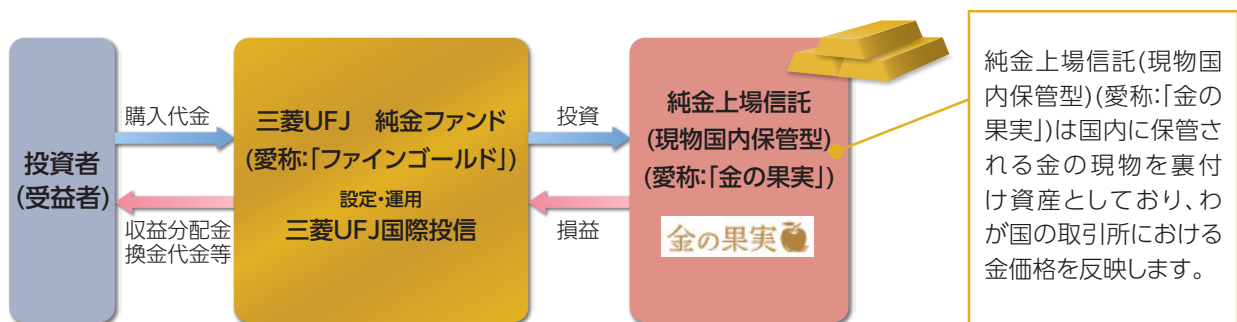 投資者
(受益者)
購入代金
収益分配金
換金代金等
三菱UFJ 純金ファンド
(愛称:「ファインゴールド」)
設定・運用
三菱UFJ国際投信
投資
損益
純金上場信託
(現物国内保管型)
(愛称:「金の果実」)
金の果実
純金上場信託(現物国
内保管型)(愛称:「金の
果実」)は国内に保管さ
れる金の現物を裏付
け資産としており、わ
が国の取引所における
金価格を反映します。